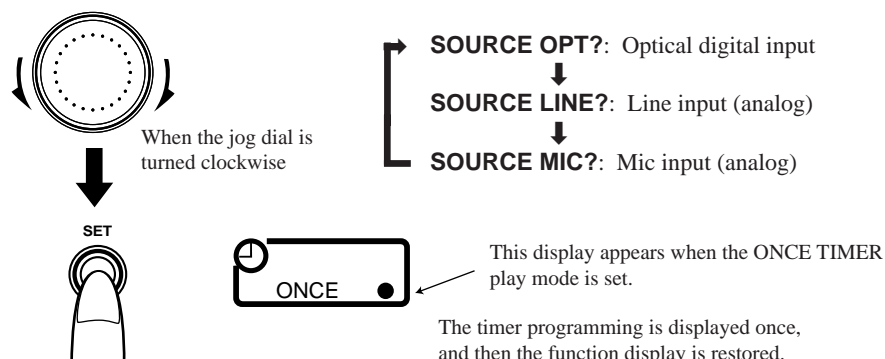 SOURCE OPT?: Optical digital input
SOURCE LINE?: Line input (analog)
SOURCE MIC?: Mic input (analog)
When the jog dial is
turned clockwise
SET
ONCE
This display appears when the ONCE TIMER
play mode is set.
The timer programming is displayed once,
and then the function display is restored.